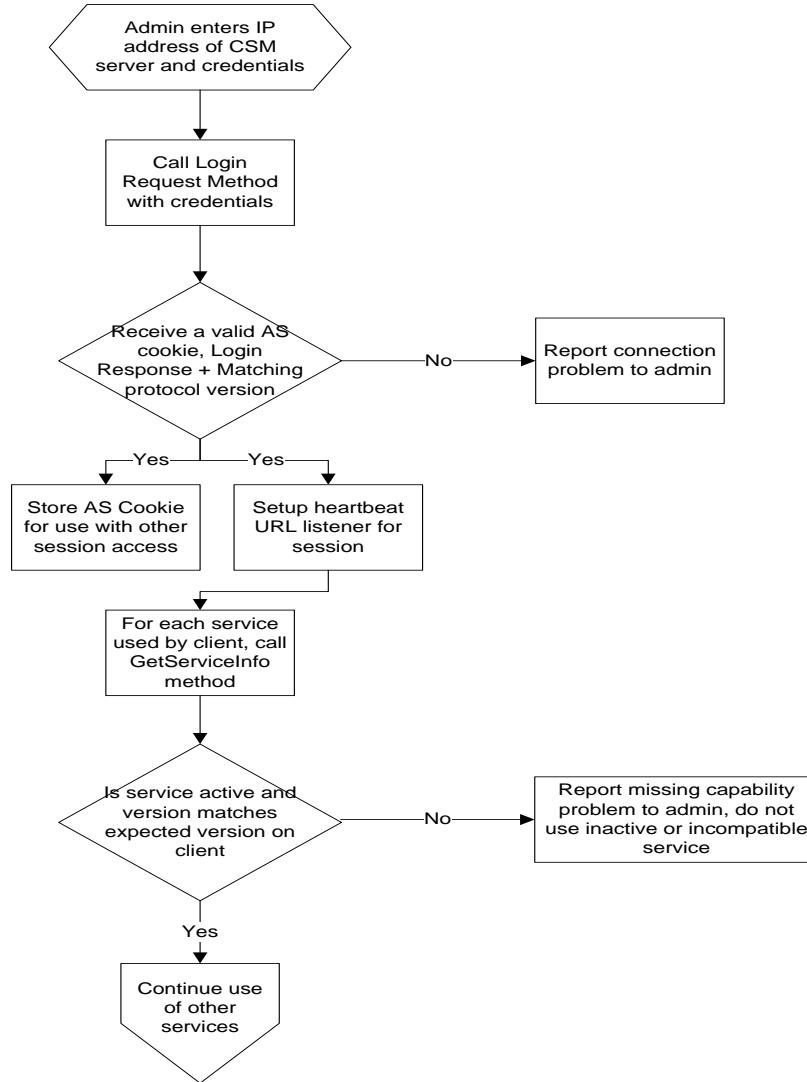 Admin enters IP
address of CSM
server and credentials
Call Login
Request Method
with credentials
Receive a valid AS
cookie, Login
Response + Matching
protocol version
No
Report connection
problem to admin
Yes
Yes
Store AS Cookie
for use with other
session access
Setup heartbeat
URL listener for
session
For each service
used by client, call
GetServiceInfo
method
Is service active and
version matches
expected version on
client
No
Report missing capability
problem to admin, do not
use inactive or incompatible
service
Yes
Continue use
of other
services